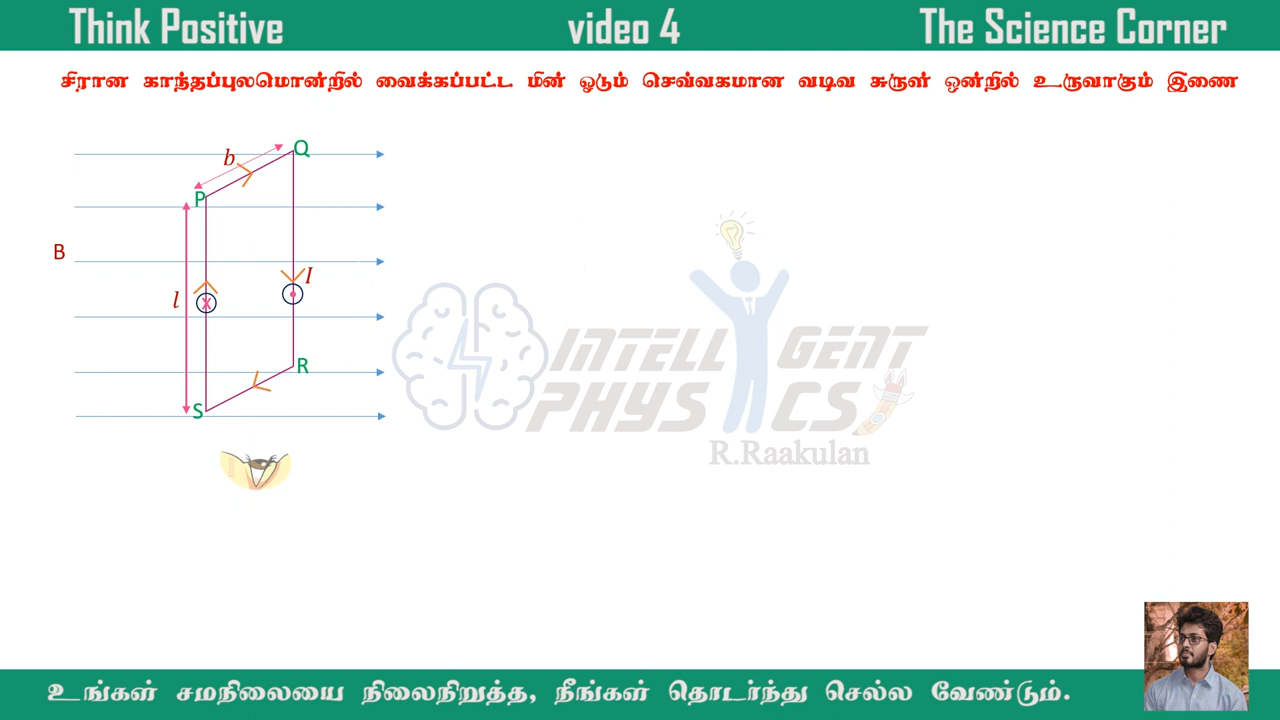 Think Positive video 4 The Science Corner
சீரான காந்தப்புலமொன்றில் வைக்கப்பட்ட மின் ஓடும் செவ்வகமான வடிவ சுருள் ஒன்றில் உருவாகும் இணை
b
Q
P
B
I
l
R
S
INTELLIGENT
PHYSICS
R.Raakulan
உங்கள் சமநிலையை நிலைநிறுத்த, நீங்கள் தொடர்ந்து செல்ல வேண்டும்.